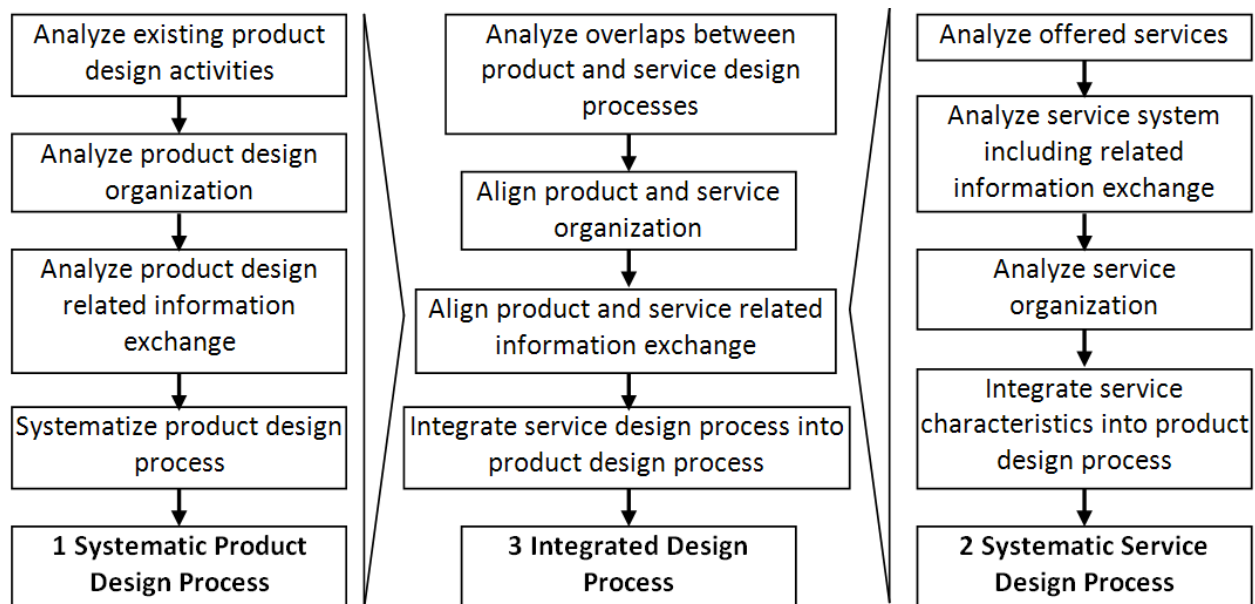 Analyze existing product
design activities
Analyze product design
organization
Analyze product design
related information
exchange
Systematize product design
process
1 Systematic Product
Design Process
Analyze overlaps between
product and service design
processes
Align product and service
organization
Align product and service related
information exchange
Integrate service design process into
product design process
3 Integrated Design
Process
Analyze offered services
Analyze service system
including related
information exchange
Analyze service
organization
Integrate service
characteristics into product
design process
2 Systematic Service
Design Process